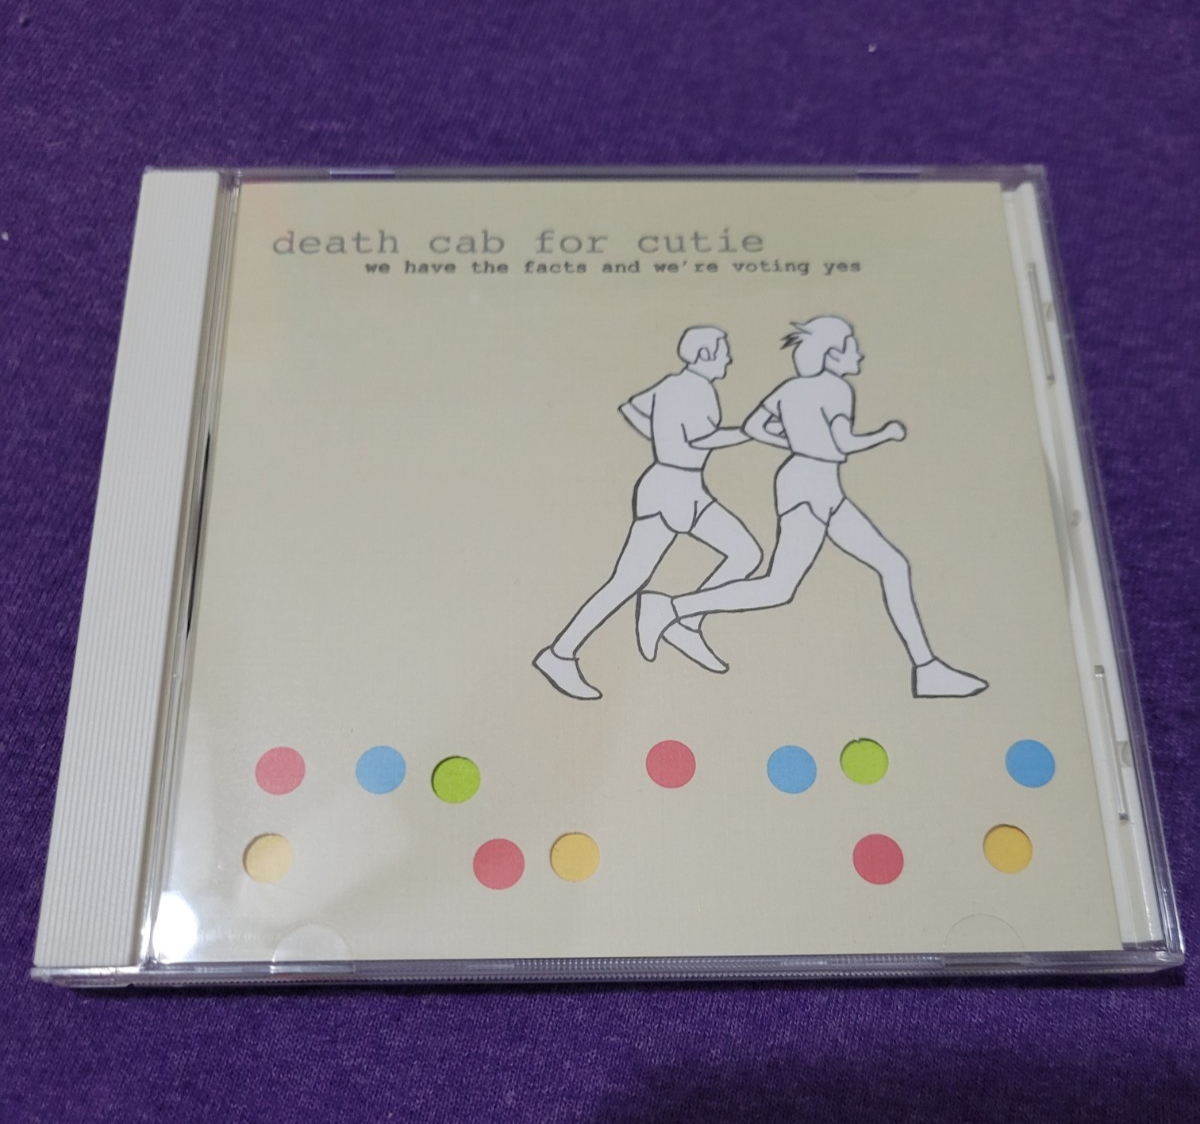 death cab for cutie
we have the facts and we're voting yes